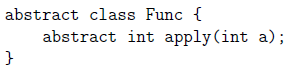 abstract class Func {
    abstract int apply(int a);
}